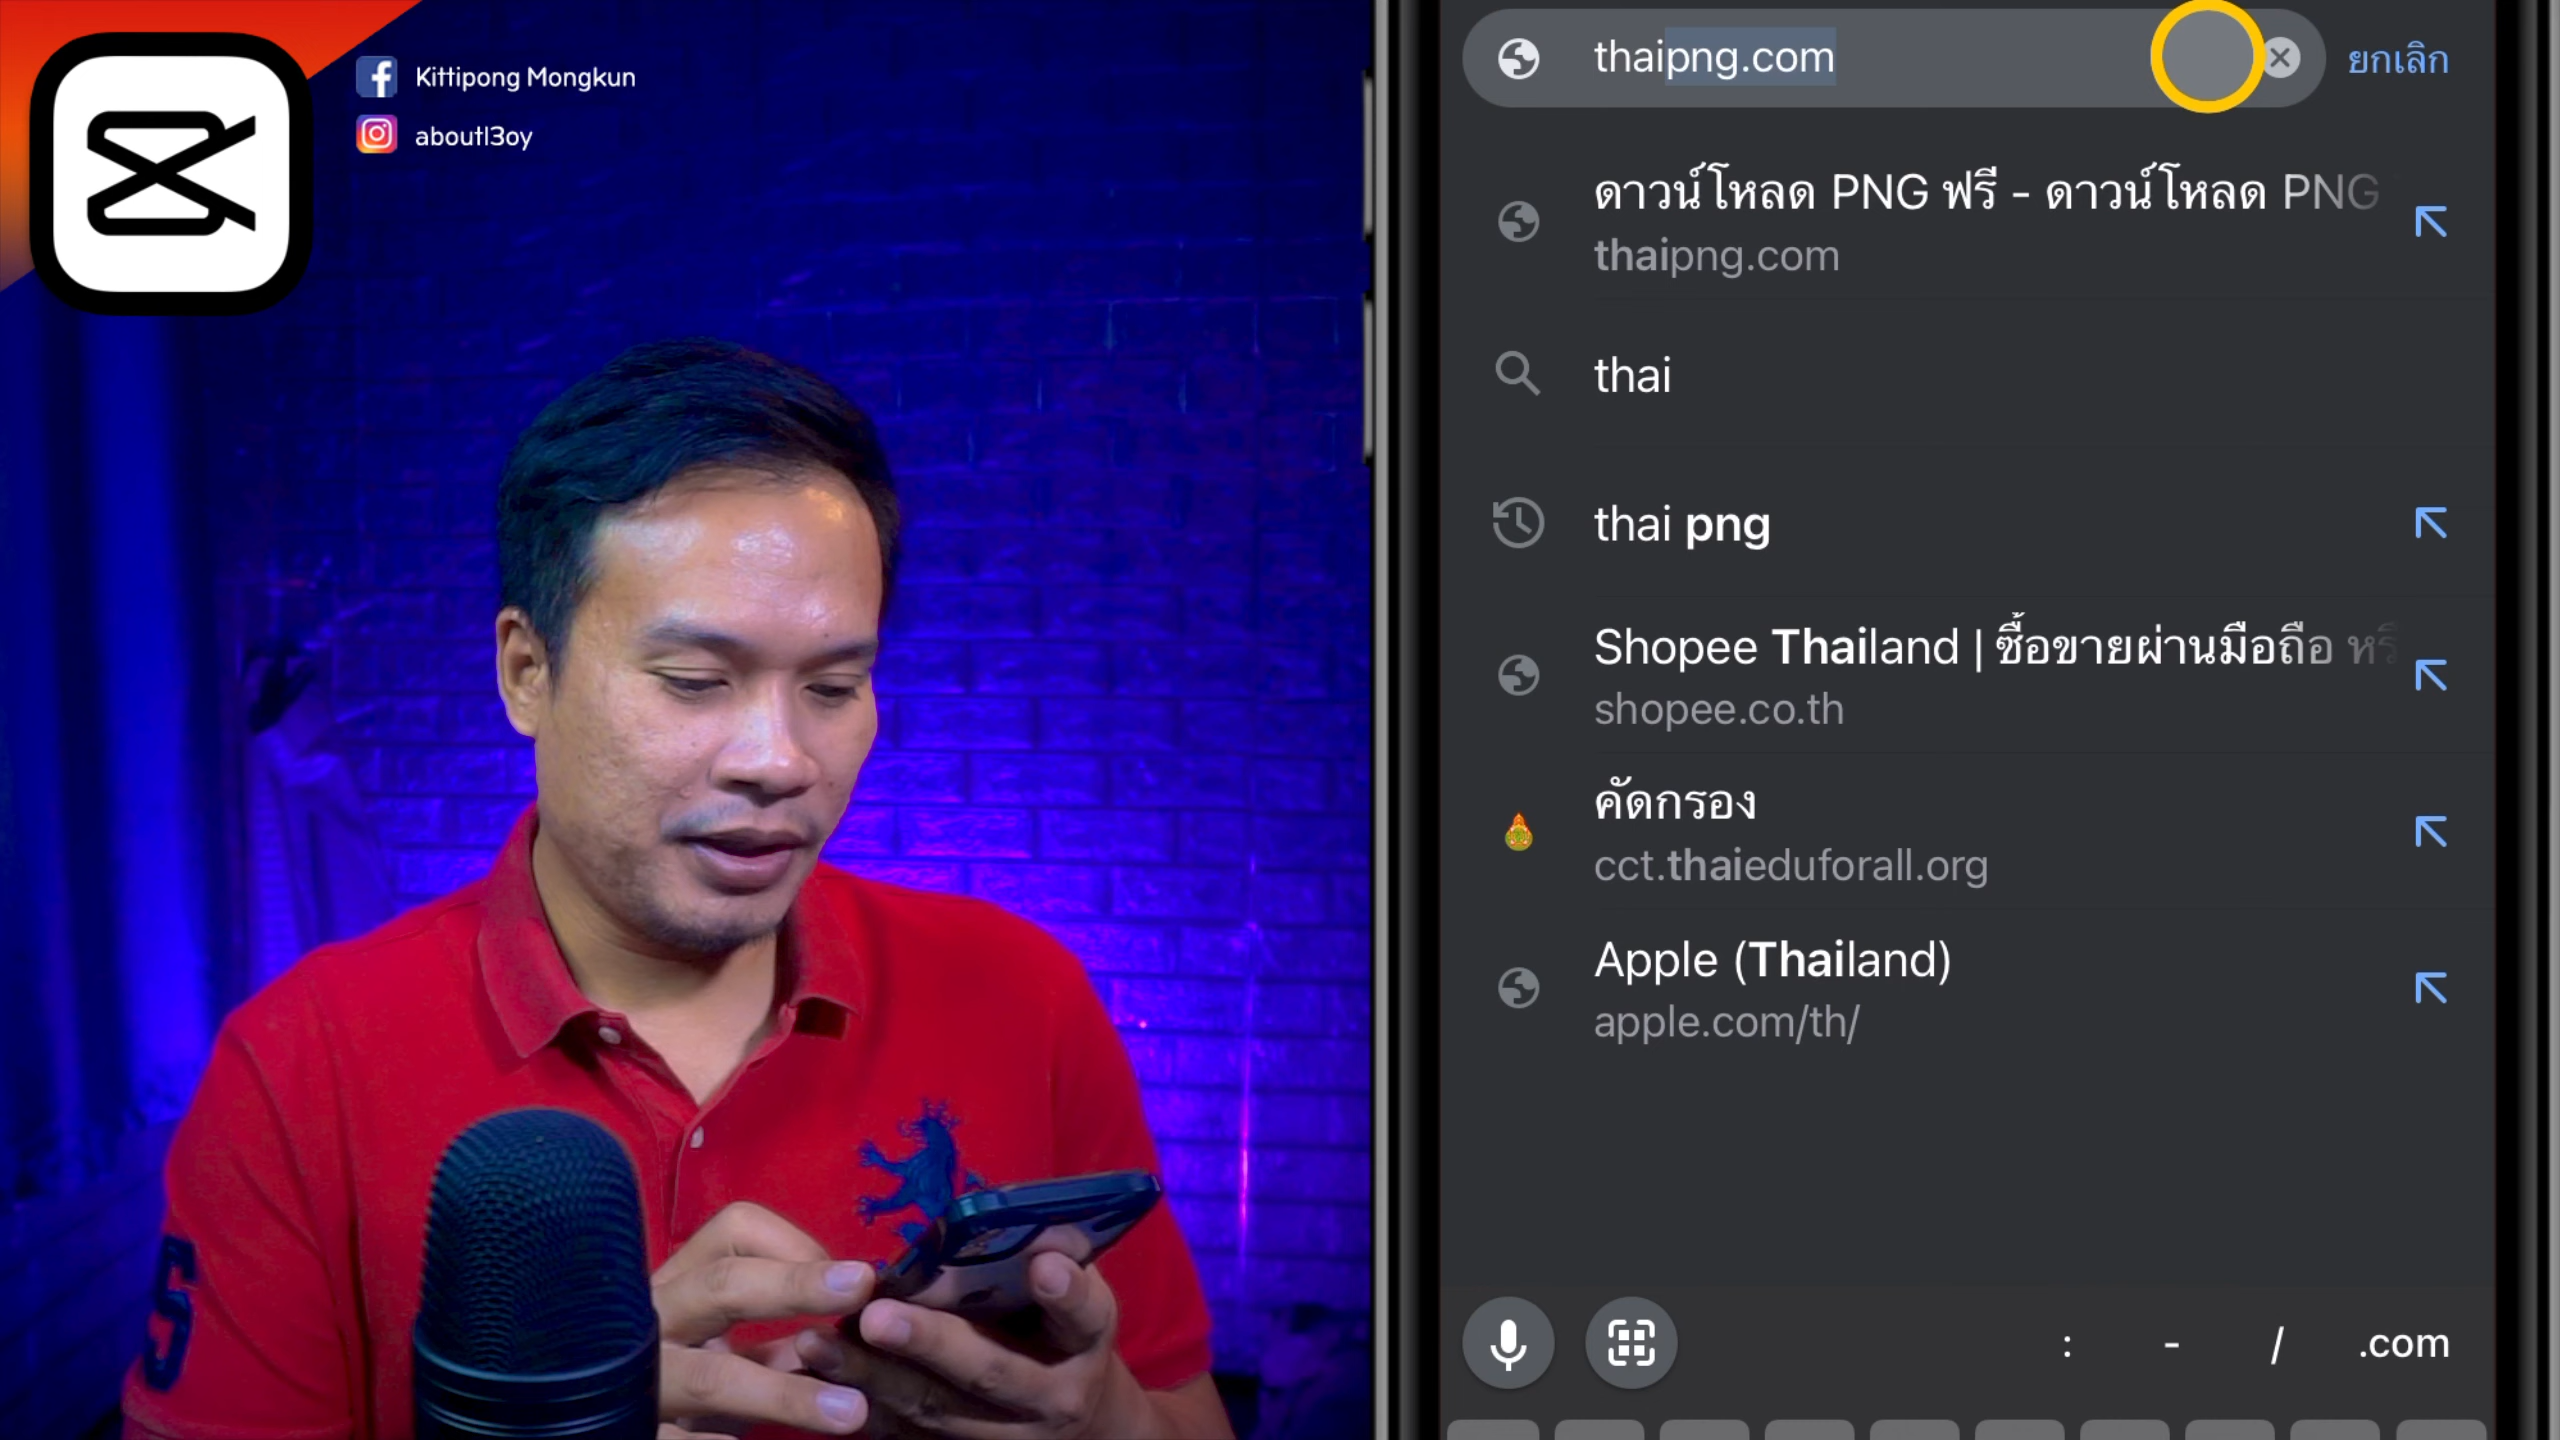 Kittipong Mongkun
aboutl3oy
thaipng.com
ยกเลิก
ดาวน์โหลด PNG ฟรี - ดาวน์โหลด PNG
thaipng.com
thai
thai png
Shopee Thailand | ซื้อขายผ่านมือถือ หรื
shopee.co.th
คัดกรอง
cct.thaieduforall.org
Apple (Thailand)
apple.com/th/
: - / .com